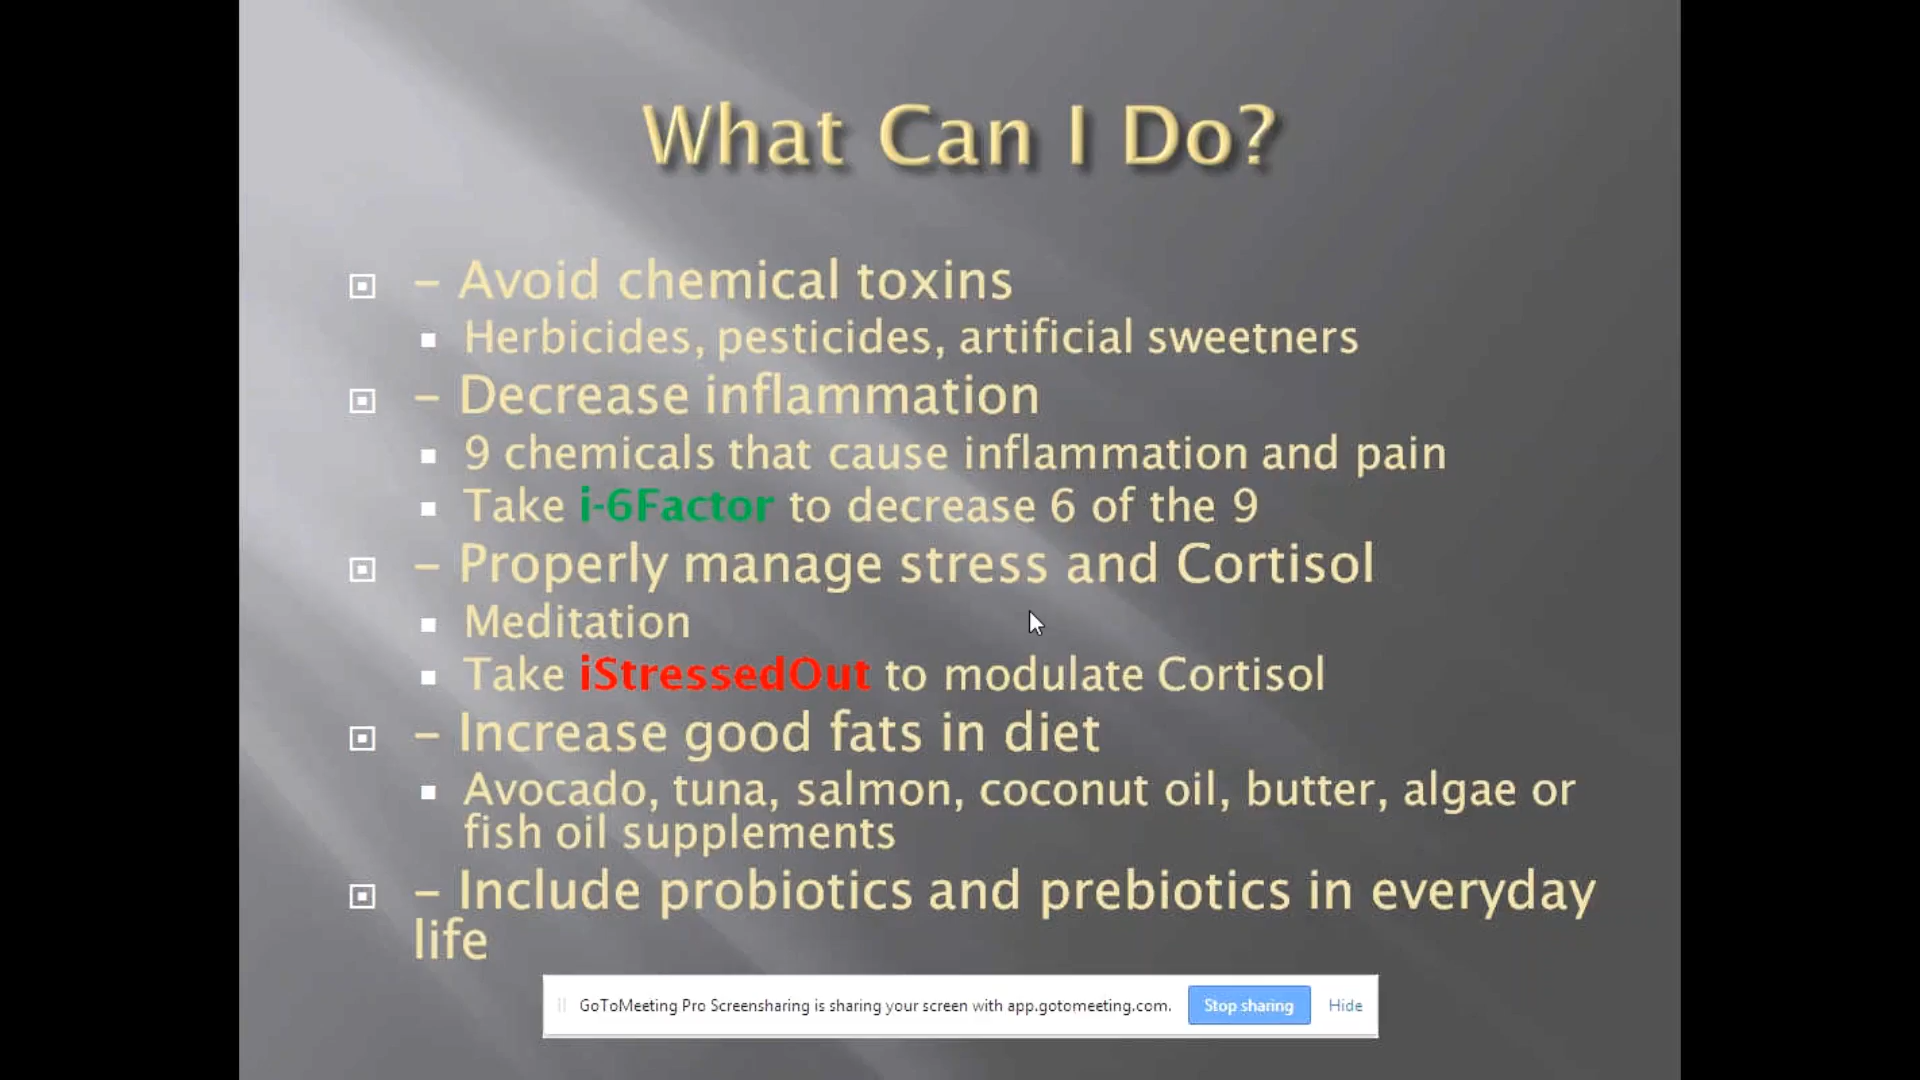 What Can I Do?
– Avoid chemical toxins
Herbicides, pesticides, artificial sweetners
– Decrease inflammation
9 chemicals that cause inflammation and pain
Take i-6Factor to decrease 6 of the 9
– Properly manage stress and Cortisol
Meditation
Take iStressedOut to modulate Cortisol
– Increase good fats in diet
Avocado, tuna, salmon, coconut oil, butter, algae or
fish oil supplements
– Include probiotics and prebiotics in everyday
life
GoToMeeting Pro Screensharing is sharing your screen with app.gotomeeting.com. Stop sharing Hide